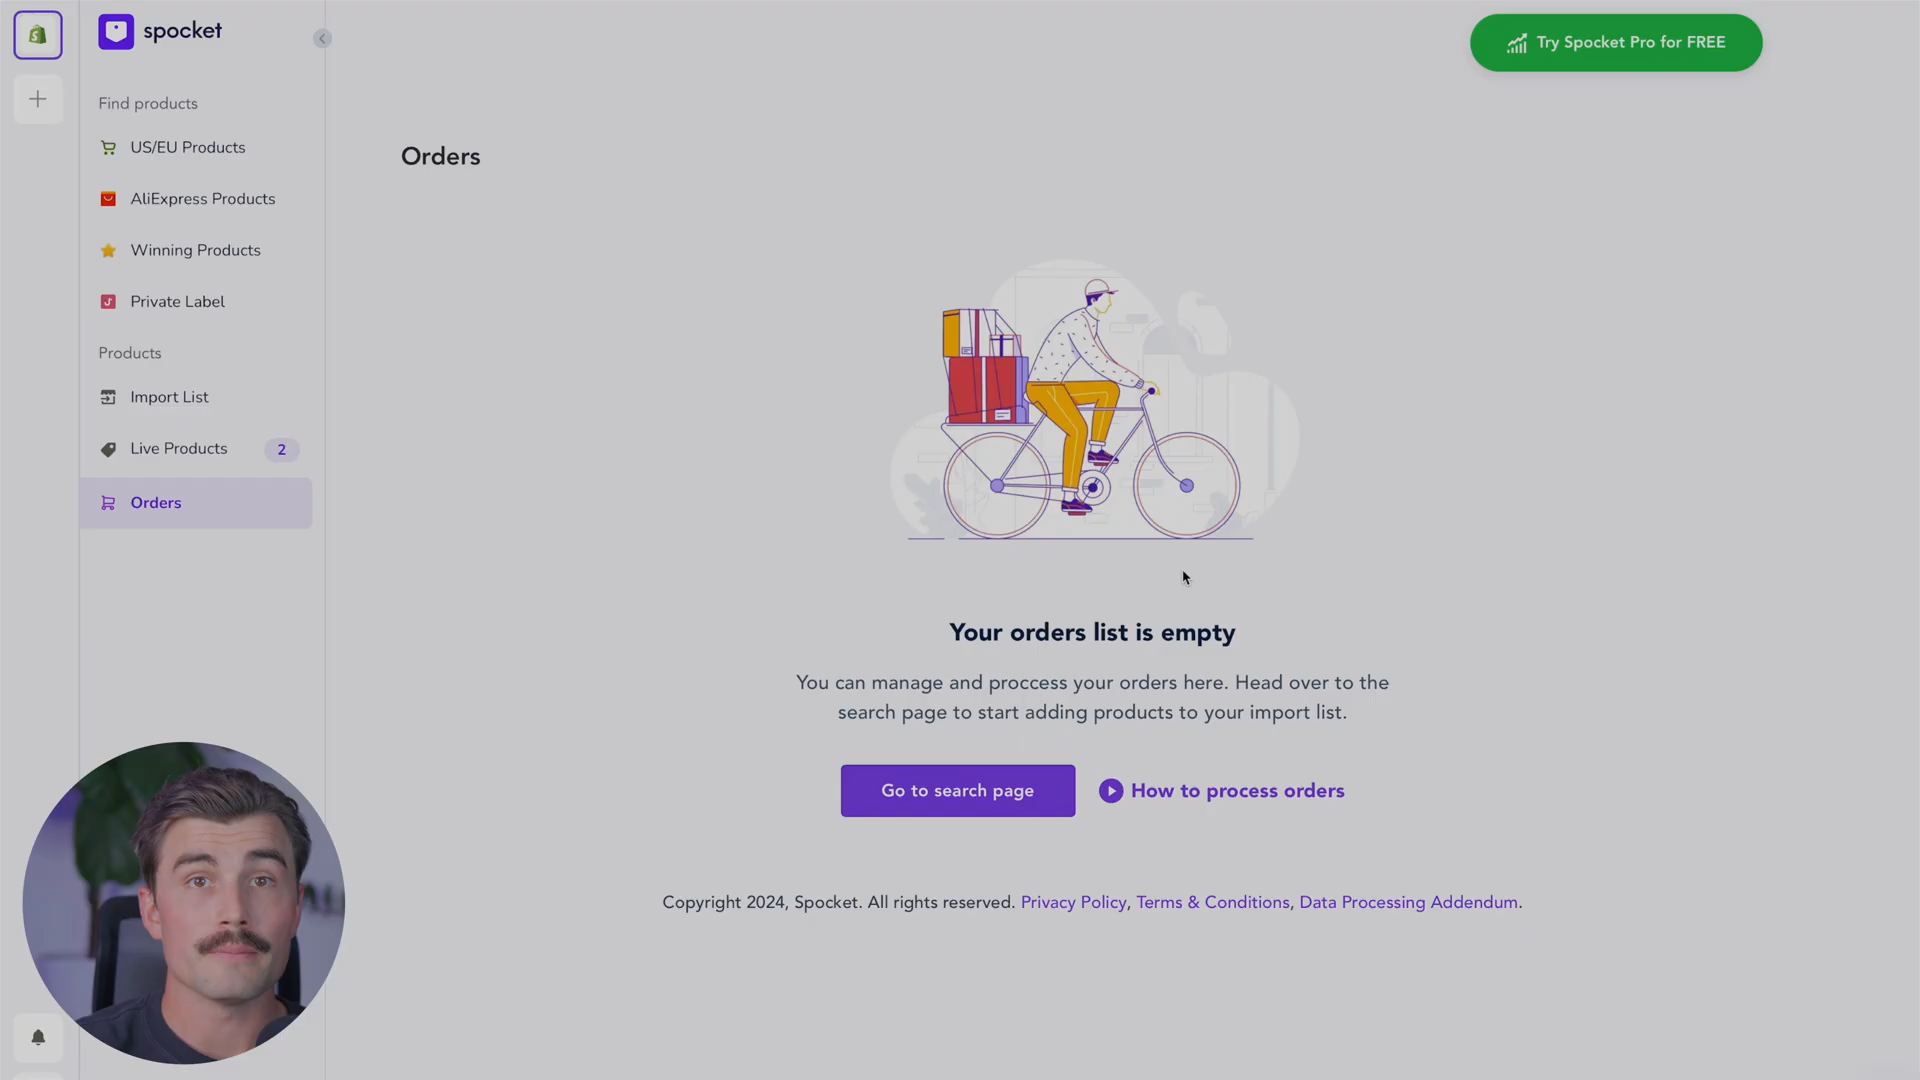 spocket
Try Spocket Pro for FREE
Find products
US/EU Products
AliExpress Products
Winning Products
Private Label
Products
Import List
Live Products 2
Orders
Orders
Your orders list is empty
You can manage and proccess your orders here. Head over to the
search page to start adding products to your import list.
Go to search page
How to process orders
Copyright 2024, Spocket. All rights reserved. Privacy Policy, Terms & Conditions, Data Processing Addendum.